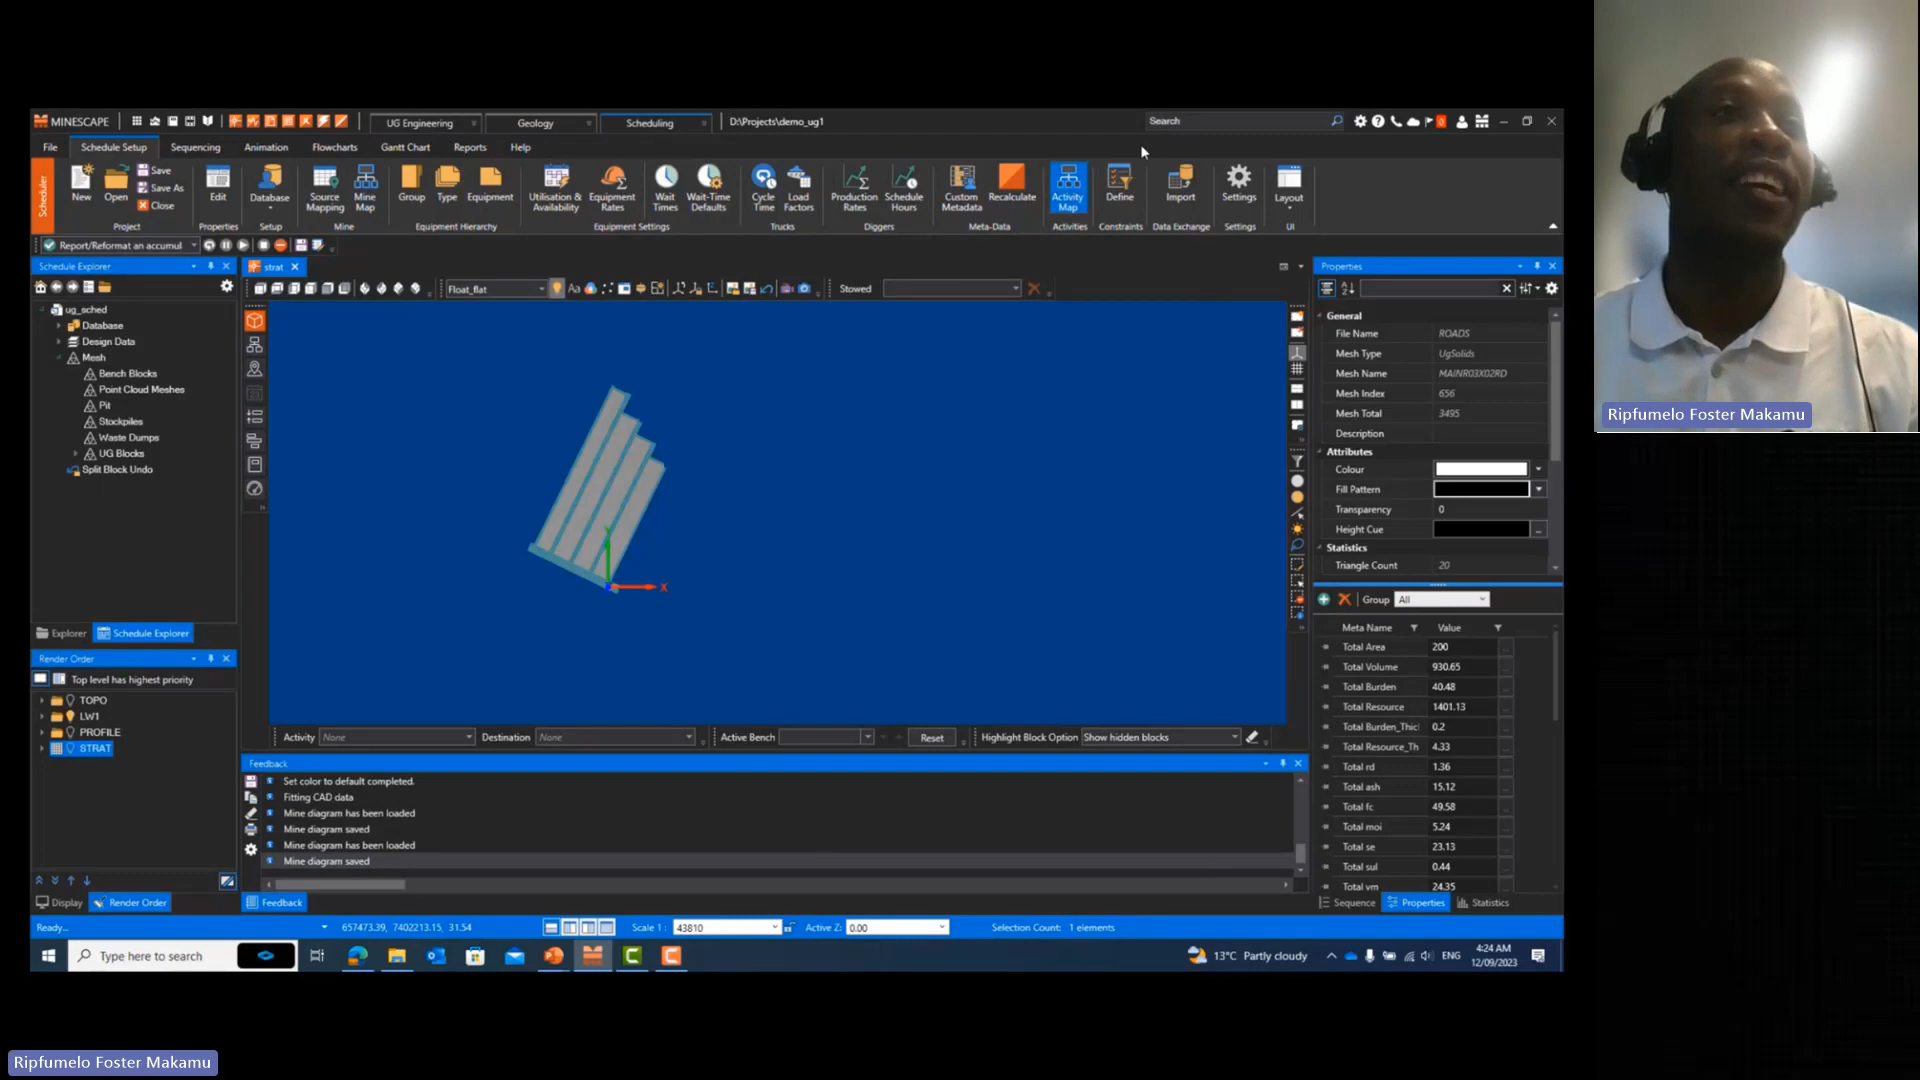 MINESCAPE UG Engineering Geology Scheduling D:\Projects\demo_ug1 Search
File Schedule Setup Sequencing Animation Flowcharts Gantt Chart Reports Help
Scheduler
New Open Save Save As Close Edit Database Source Mapping Mine Map Group Type Equipment Utilisation & Availability Equipment Rates Wait Times Wait-Time Defaults Cycle Time Load Factors Production Rates Schedule Hours Custom Metadata Recalculate Activity Map Define Import Settings Layout
Project Properties Setup Mine Equipment Hierarchy Equipment Settings Trucks Diggers Meta-Data Activities Constraints Data Exchange Settings UI
Report/Reformat an accumul
Schedule Explorer
strat
Properties
Float_flat
Aa
Stowed
ug_sched
Database
Design Data
Mesh
Bench Blocks
Point Cloud Meshes
Pit
Stockpiles
Waste Dumps
UG Blocks
Split Block Undo
Explorer Schedule Explorer
Render Order
Top level has highest priority
TOPO
LW1
PROFILE
STRAT
Display Render Order
X
Activity None Destination None Active Bench Reset Highlight Block Option Show hidden blocks
Feedback
Set color to default completed.
Fitting CAD data
Mine diagram has been loaded
Mine diagram saved
Mine diagram has been loaded
Mine diagram saved
Feedback
General
File Name ROADS
Mesh Type UgSolids
Mesh Name MAINR03X02RD
Mesh Index 656
Mesh Total 3495
Description
Attributes
Colour
Fill Pattern
Transparency 0
Height Cue
Statistics
Triangle Count 20
Group All
Meta Name Value
Total Area 200
Total Volume 930.65
Total Burden 40.48
Total Resource 1401.13
Total Burden_Thicl 0.2
Total Resource_Th 4.33
Total rd 1.36
Total ash 15.12
Total fc 49.58
Total moi 5.24
Total se 23.13
Total sul 0.44
Total vm 24.35
Sequence Properties Statistics
Ready... 657473.39, 7402213.15, 31.54 Scale 1 : 43810 Active Z: 0.00 Selection Count: 1 elements
Type here to search
13°C Partly cloudy ENG 4:24 AM
12/09/2023
Ripfumelo Foster Makamu
Ripfumelo Foster Makamu